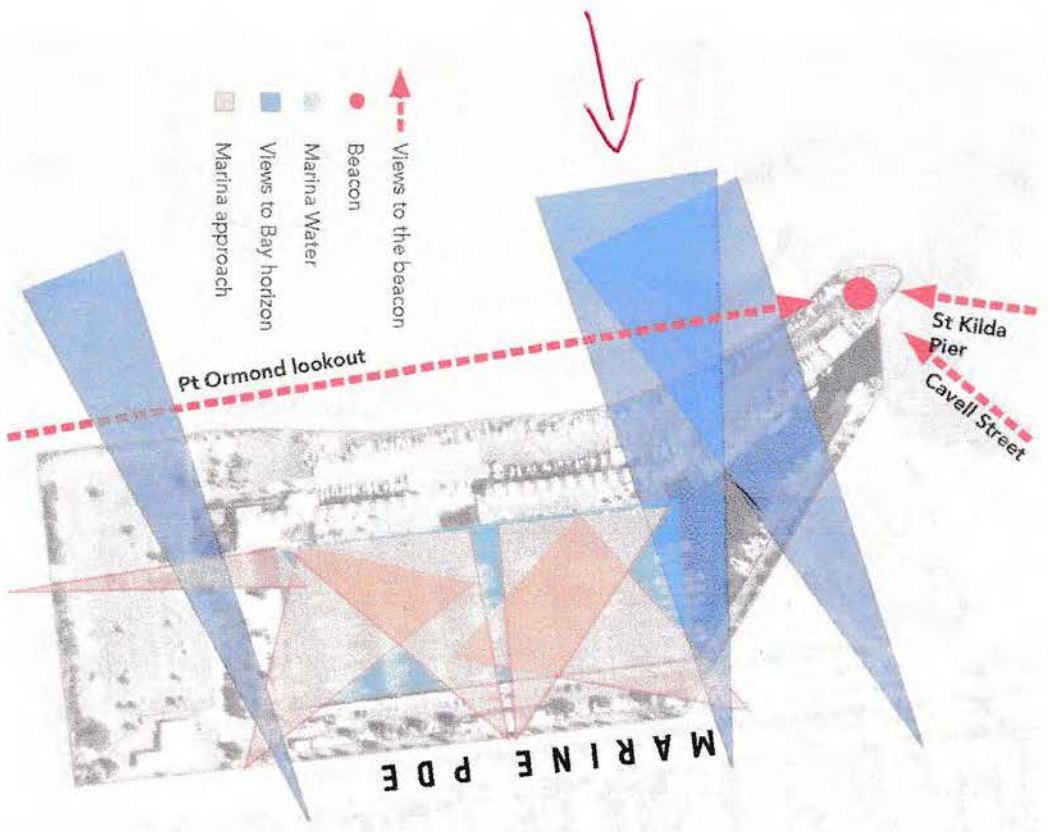 Views to the beacon
Beacon
Marina Water
Views to Bay horizon
Marina approach
Pt Ormond lookout
St Kilda
Pier
Cavell Street
MARINE PDE